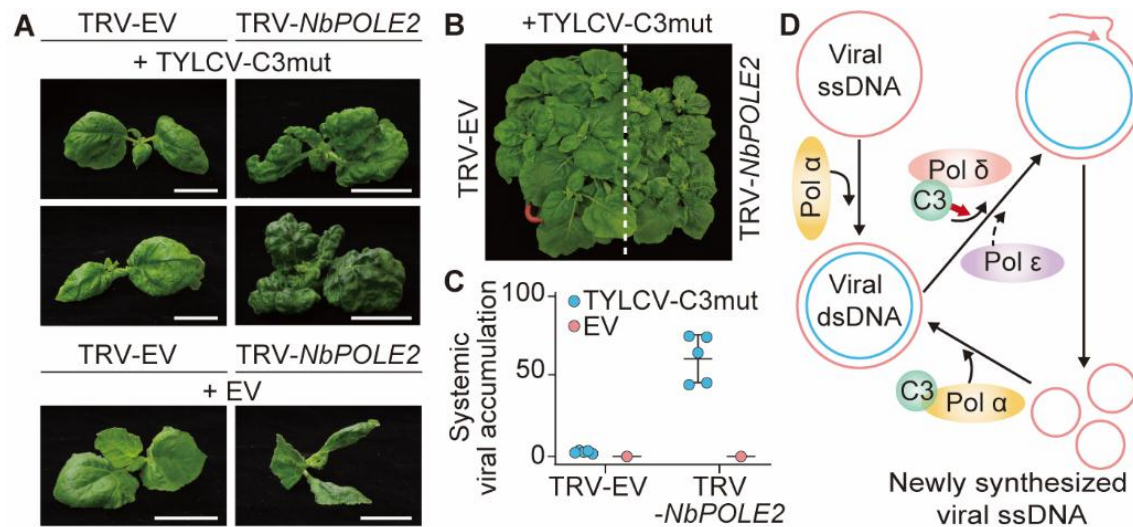 A
TRV-EV
TRV-NbPOLE2
+ TYLCV-C3mut
TRV-EV
TRV-NbPOLE2
+ EV
B
+TYLCV-C3mut
TRV-EV
TRV-NbPOLE2
C
Systemic
viral accumulation
100
50
0
TYLCV-C3mut
EV
TRV-EV
TRV
-NbPOLE2
D
Viral
ssDNA
Pol α
Pol δ
C3
Pol ε
Viral
dsDNA
C3
Pol α
Newly synthesized
viral ssDNA